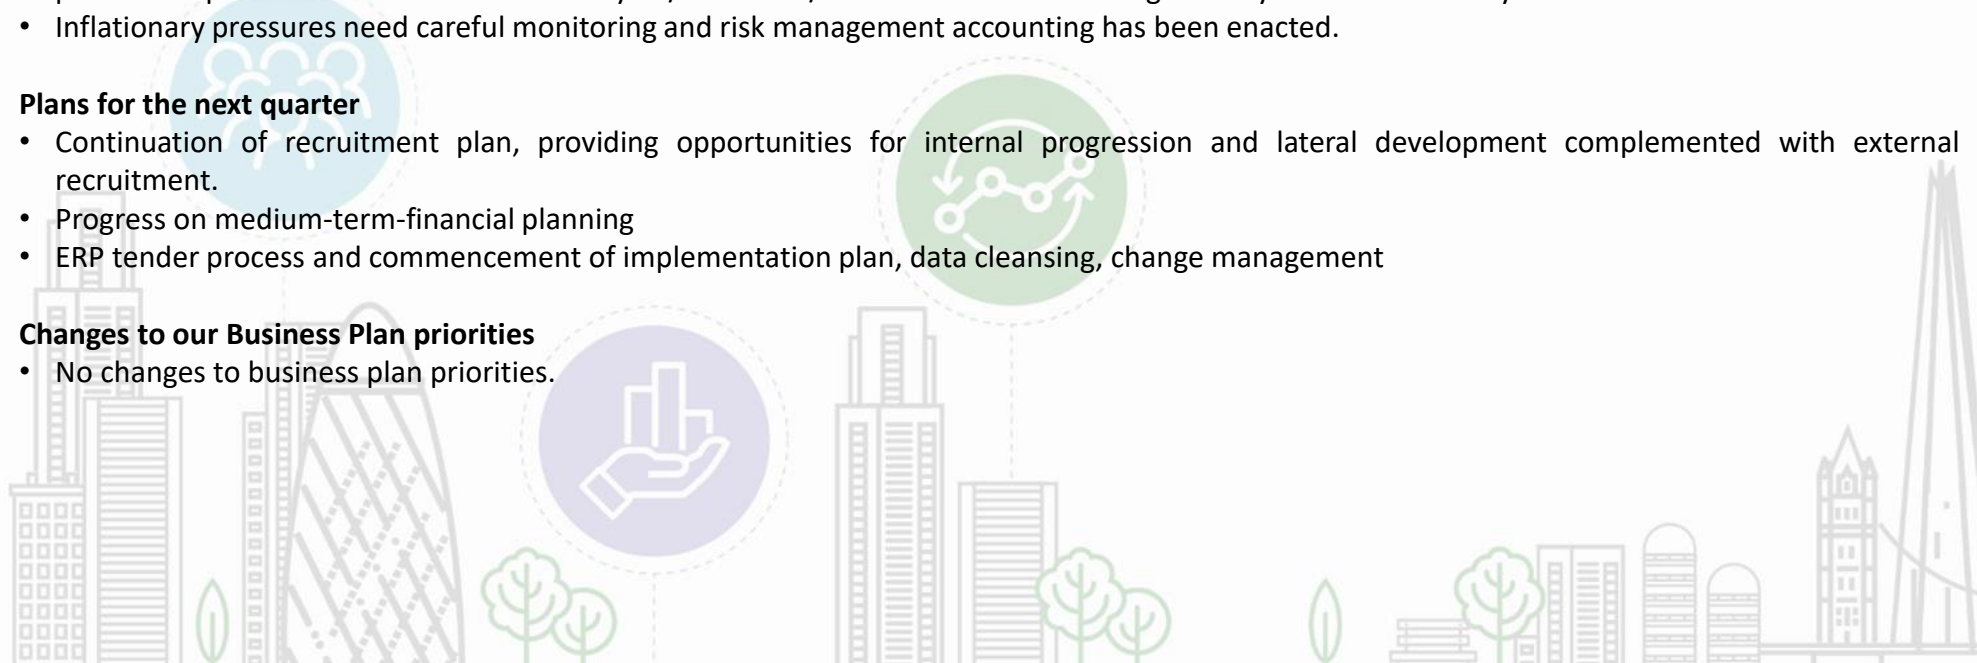 • Inflationary pressures need careful monitoring and risk management accounting has been enacted.
Plans for the next quarter
• Continuation of recruitment plan, providing opportunities for internal progression and lateral development complemented with external
recruitment.
• Progress on medium-term-financial planning
• ERP tender process and commencement of implementation plan, data cleansing, change management
Changes to our Business Plan priorities
• No changes to business plan priorities.